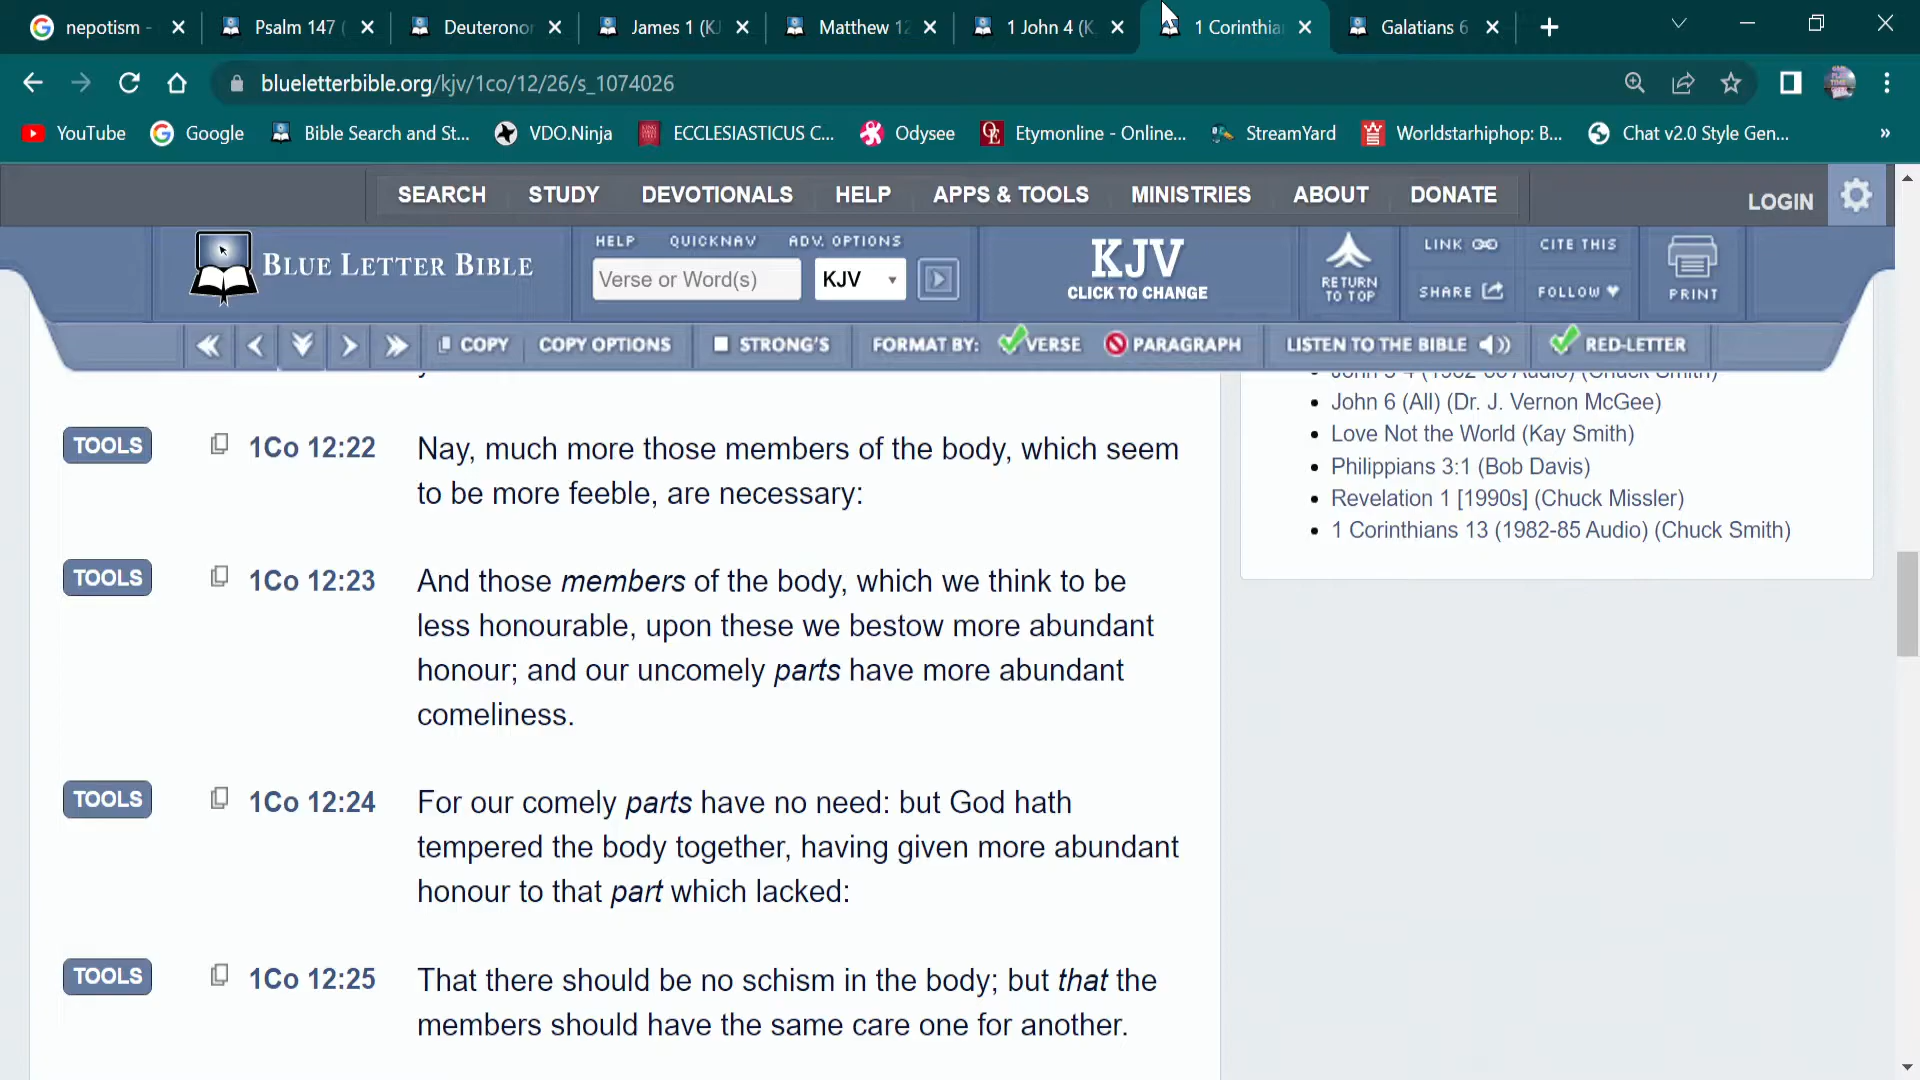 nepotism -
Psalm 147 (
Deuterono
James 1 (KJ
Matthew 12
1 John 4 (K
1 Corinthia
Galatians 6
blueletterbible.org/kjv/1co/12/26/s_1074026
YouTube
Google
Bible Search and St...
VDO.Ninja
ECCLESIASTICUS C...
Odysee
Etymonline - Online...
StreamYard
Worldstarhiphop: B...
Chat v2.0 Style Gen...
»
SEARCH
STUDY
DEVOTIONALS
HELP
APPS & TOOLS
MINISTRIES
ABOUT
DONATE
LOGIN
BLUE LETTER BIBLE
HELP
QUICKNAV
ADV. OPTIONS
Verse or Word(s)
KJV
KJV
CLICK TO CHANGE
RETURN
TO TOP
LINK
SHARE
CITE THIS
FOLLOW
PRINT
COPY
COPY OPTIONS
STRONG'S
FORMAT BY:
VERSE
PARAGRAPH
LISTEN TO THE BIBLE
RED-LETTER
TOOLS
1Co 12:22
Nay, much more those members of the body, which seem
to be more feeble, are necessary:
TOOLS
1Co 12:23
And those members of the body, which we think to be
less honourable, upon these we bestow more abundant
honour; and our uncomely parts have more abundant
comeliness.
TOOLS
1Co 12:24
For our comely parts have no need: but God hath
tempered the body together, having given more abundant
honour to that part which lacked:
TOOLS
1Co 12:25
That there should be no schism in the body; but that the
members should have the same care one for another.
John 6 (All) (Dr. J. Vernon McGee)
Love Not the World (Kay Smith)
Philippians 3:1 (Bob Davis)
Revelation 1 [1990s] (Chuck Missler)
1 Corinthians 13 (1982-85 Audio) (Chuck Smith)